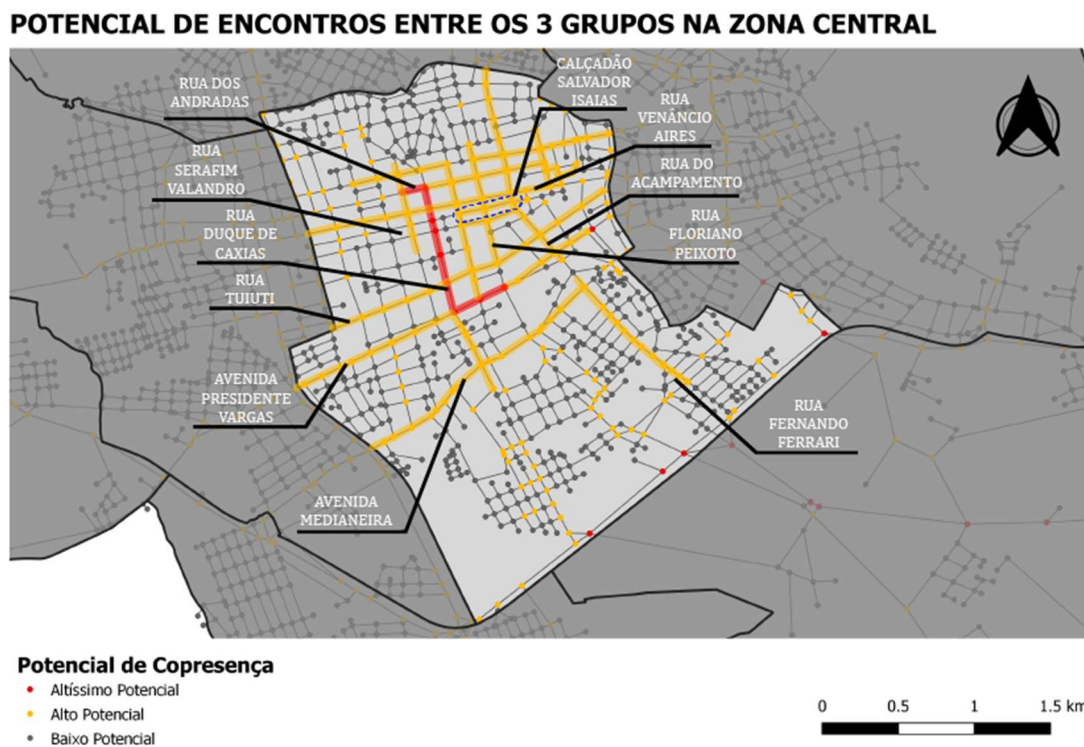 POTENCIAL DE ENCONTROS ENTRE OS 3 GRUPOS NA ZONA CENTRAL
RUA DOS
ANDRADAS
CALÇADÃO
SALVADOR
ISAIAS
RUA
VENÂNCIO
AIRES
RUA
SERAFIM
VALANDRO
RUA DO
ACAMPAMENTO
RUA
DUQUE DE
CAXIAS
RUA
FLORIANO
PEIXOTO
RUA
TUIUTI
AVENIDA
PRESIDENTE
VARGAS
RUA
FERNANDO
FERRARI
AVENIDA
MEDIANEIRA
Potencial de Copresença
Altíssimo Potencial
Alto Potencial
Baixo Potencial
0 0.5 1 1.5 km